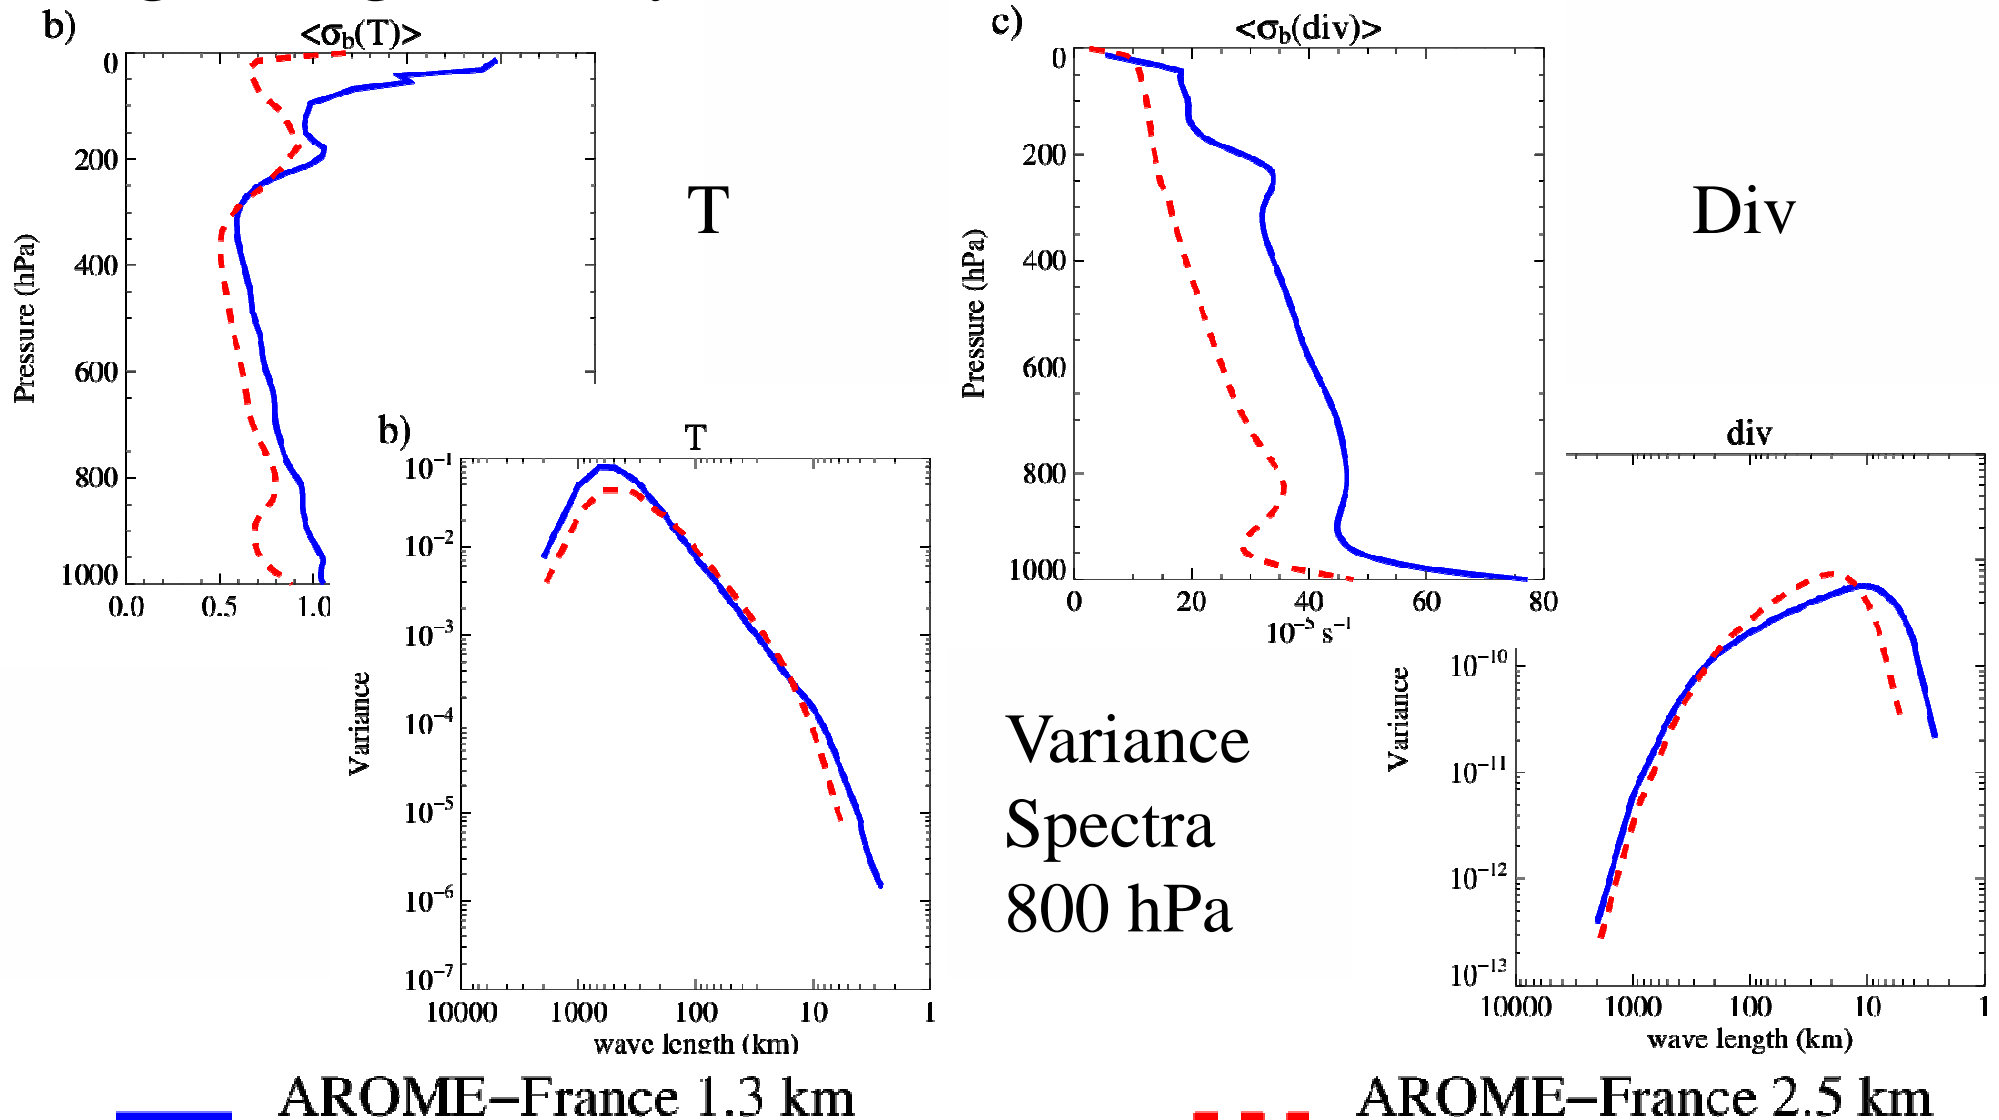 b)
<σb(T)>
0
200
400
600
800
1000
Pressure (hPa)
0.0 0.5 1.0
T
c)
<σb(div)>
0
200
400
600
800
1000
Pressure (hPa)
0 20 40 60 80
10⁻⁵ s⁻¹
Div
b)
T
10⁻¹
10⁻²
10⁻³
10⁻⁴
10⁻⁵
10⁻⁶
10⁻⁷
Variance
10000 1000 100 10 1
wave length (km)
Variance
Spectra
800 hPa
div
10⁻¹⁰
10⁻¹¹
10⁻¹²
10⁻¹³
Variance
10000 1000 100 10 1
wave length (km)
AROME–France 1.3 km
AROME–France 2.5 km